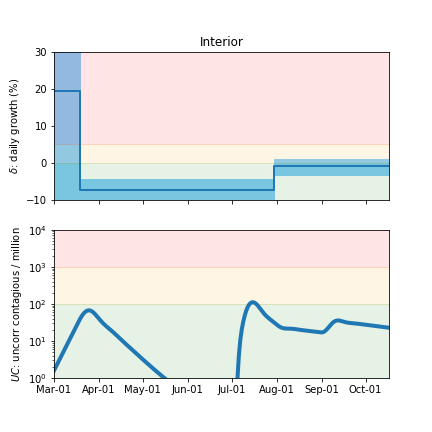 Interior
30
20
10
0
−10
δ: daily growth (%)
10⁴
10³
10²
10¹
10⁰
UC: uncorr contagious / million
Mar-01 Apr-01 May-01 Jun-01 Jul-01 Aug-01 Sep-01 Oct-01